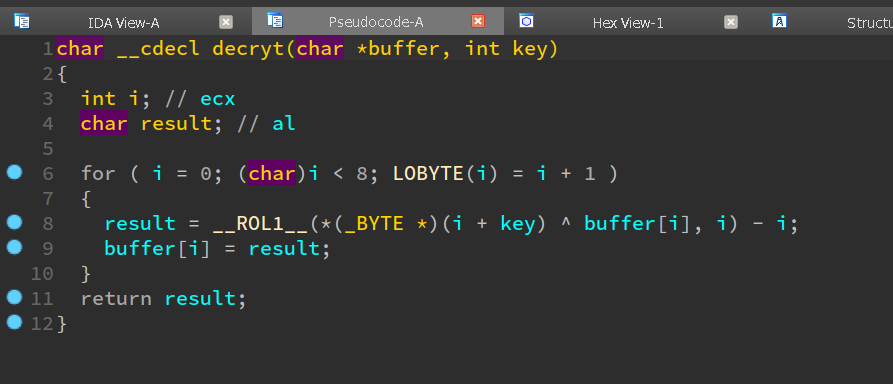 IDA View-A Pseudocode-A Hex View-1 Structu
1 char __cdecl decryt(char *buffer, int key)
2 {
3   int i; // ecx
4   char result; // al
5
6   for ( i = 0; (char)i < 8; LOBYTE(i) = i + 1 )
7   {
8     result = __ROL1__(*(_BYTE *)(i + key) ^ buffer[i], i) - i;
9     buffer[i] = result;
10   }
11   return result;
12 }